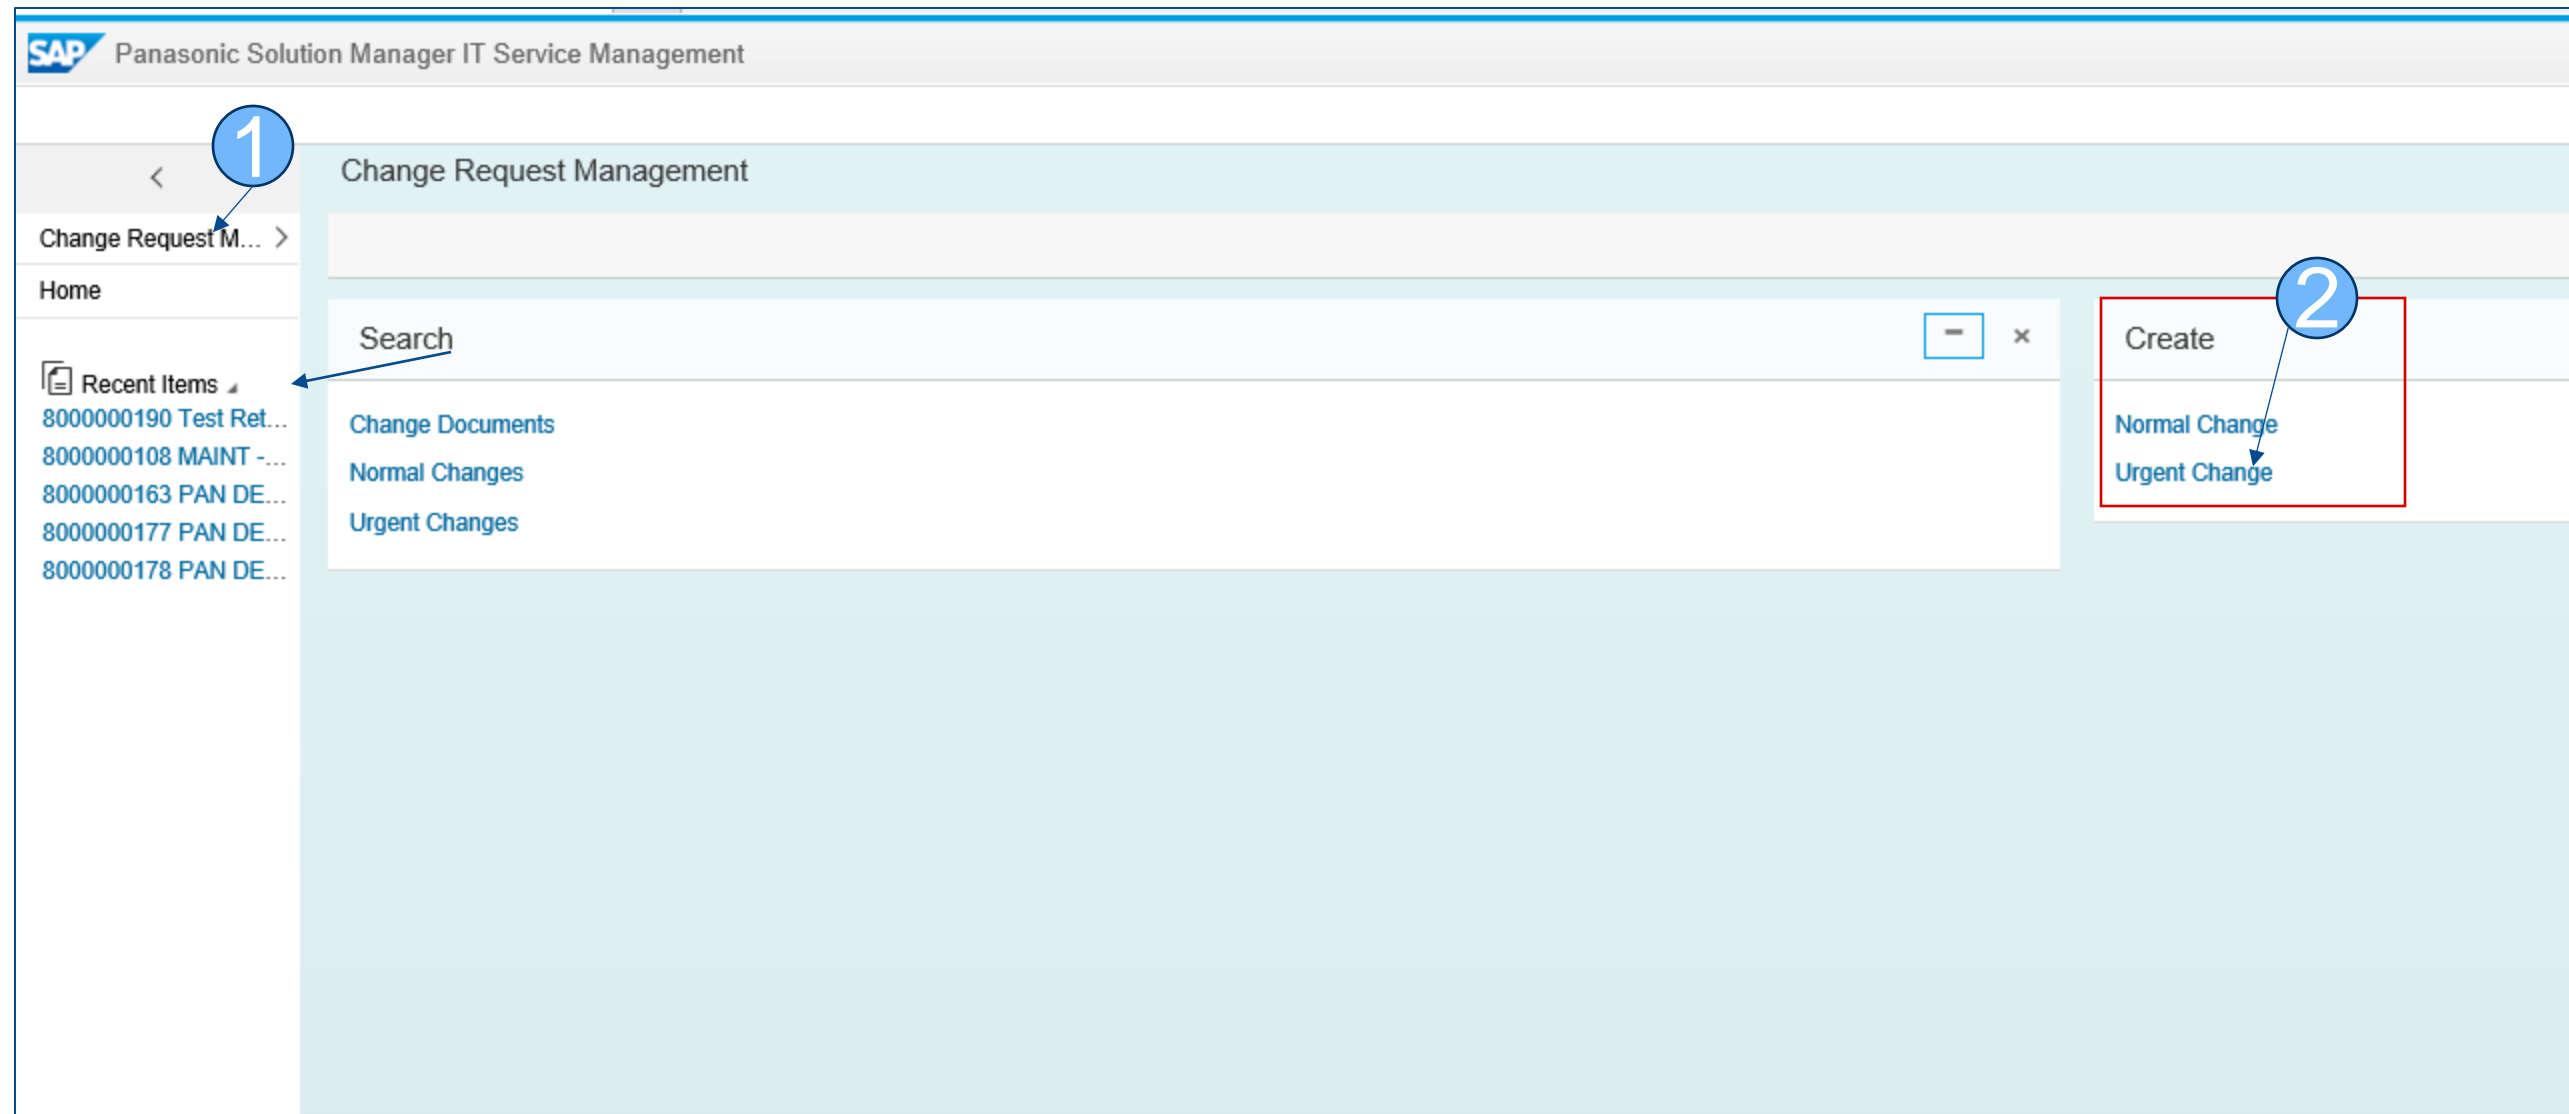 SAP Panasonic Solution Manager IT Service Management
1
Change Request Management
Change Request M...
Home
2
Search
Create
Recent Items
8000000190 Test Ret...
8000000108 MAINT -...
8000000163 PAN DE...
8000000177 PAN DE...
8000000178 PAN DE...
Change Documents
Normal Changes
Urgent Changes
Normal Change
Urgent Change